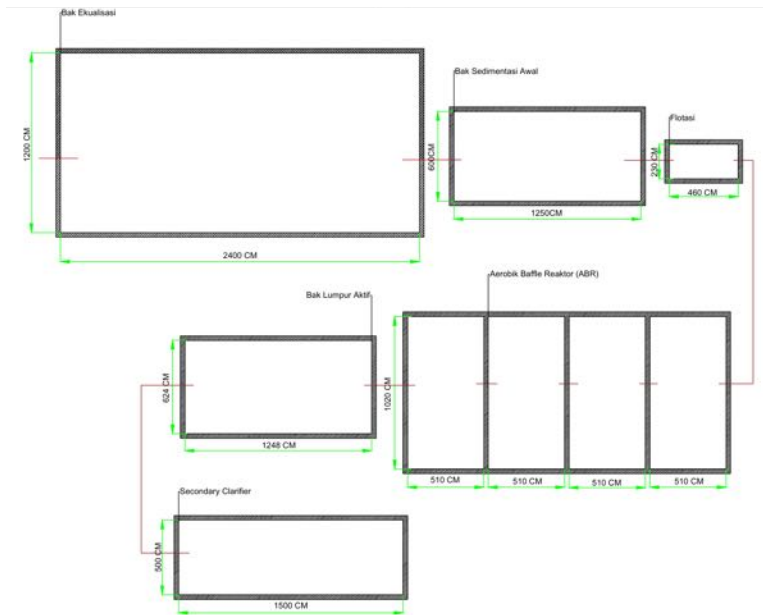 Bak Ekualisasi
1200 CM
2400 CM
Bak Sedimentasi Awal
600CM
1250CM
Flotasi
230 CM
460 CM
Aerobik Baffle Reaktor (ABR)
1020 CM
510 CM
510 CM
510 CM
510 CM
Bak Lumpur Aktif
624 CM
1248 CM
Secondary Clarifier
500 CM
1500 CM